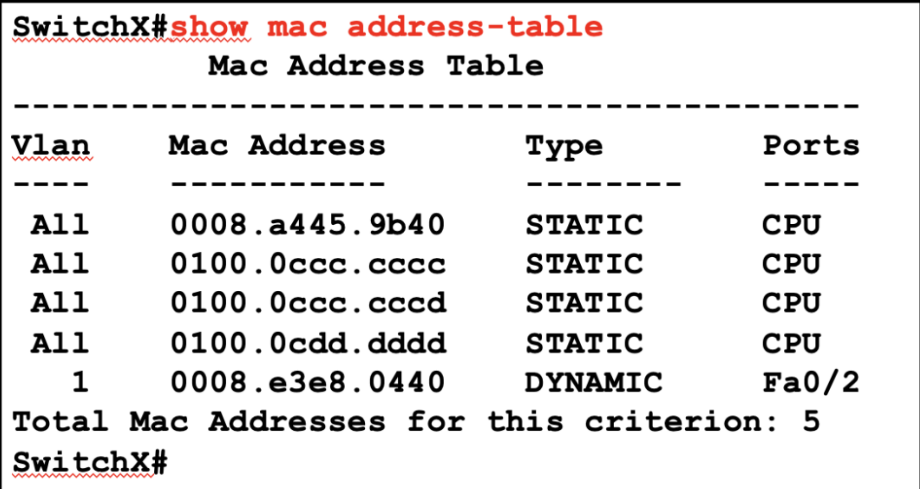 SwitchX#show mac address-table
Mac Address Table
-------------------------------------------
Vlan Mac Address Type Ports
---- ----------- -------- -----
All 0008.a445.9b40 STATIC CPU
All 0100.0ccc.cccc STATIC CPU
All 0100.0ccc.cccd STATIC CPU
All 0100.0cdd.dddd STATIC CPU
1 0008.e3e8.0440 DYNAMIC Fa0/2
Total Mac Addresses for this criterion: 5
SwitchX#